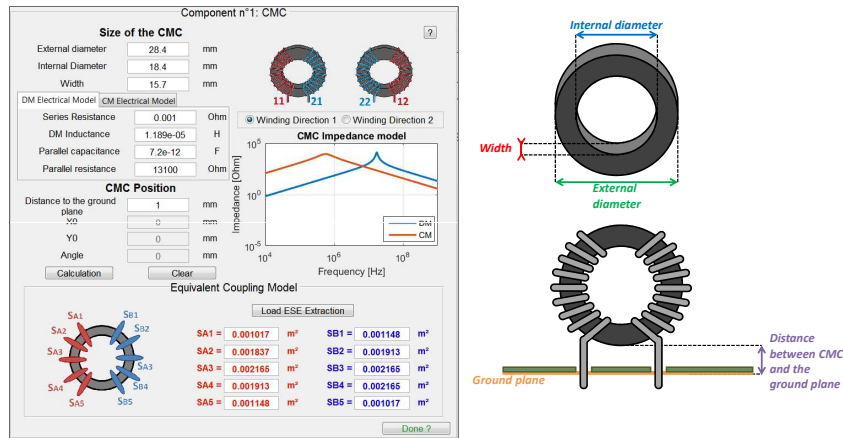 Component n°1: CMC
Size of the CMC
?
External diameter 28.4 mm
Internal Diameter 18.4 mm
Width 15.7 mm
11 21 22 12
DM Electrical Model CM Electrical Model
Series Resistance 0.001 Ohm
DM Inductance 1.189e-05 H
Parallel capacitance 7.2e-12 F
Parallel resistance 13100 Ohm
Winding Direction 1 Winding Direction 2
CMC Impedance model
Impedance [Ohm]
10^5
10^0
10^-5
DM
CM
10^4 10^6 10^8
Frequency [Hz]
CMC Position
Distance to the ground
plane
1 mm
X0 0 mm
Y0 0 mm
Angle 0 mm
Calculation Clear
Equivalent Coupling Model
Load ESE Extraction
SA1 SB1
SA2 SB2
SA3 SA3
SA4 SB4
SA5 SB5
SA1 = 0.001017 m² SB1 = 0.001148 m²
SA2 = 0.001837 m² SB2 = 0.001913 m²
SA3 = 0.002165 m² SB3 = 0.002165 m²
SA4 = 0.001913 m² SB4 = 0.002165 m²
SA5 = 0.001148 m² SB5 = 0.001017 m²
Done ?
Internal diameter
Width
External
diameter
Distance
between CMC
and the
ground plane
Ground plane